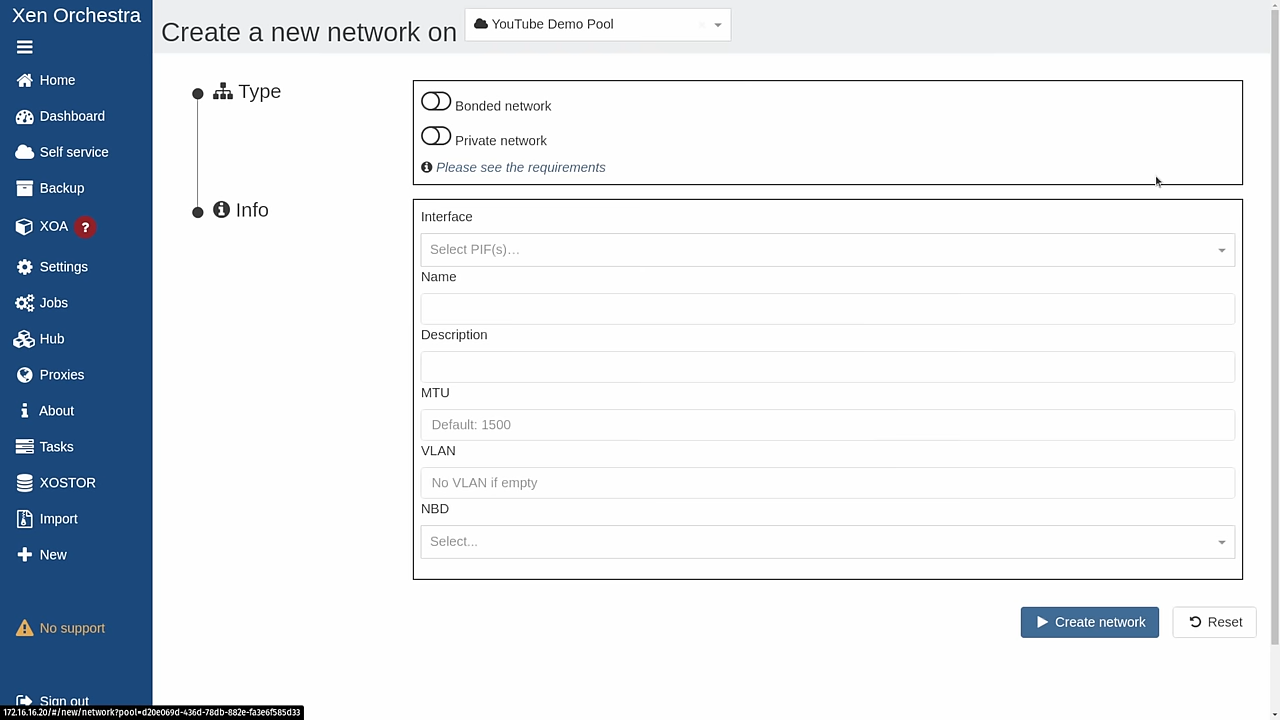 Xen Orchestra
Create a new network on
YouTube Demo Pool
Home
Dashboard
Self service
Backup
XOA ?
Settings
Jobs
Hub
Proxies
About
Tasks
XOSTOR
Import
New
No support
Sign out
Type
Bonded network
Private network
Please see the requirements
Info
Interface
Select PIF(s)…
Name
Description
MTU
Default: 1500
VLAN
No VLAN if empty
NBD
Select...
Create network
Reset
172.16.16.20/#/new/network?pool=d20e069d-436d-78db-882e-fa3e6f585d33